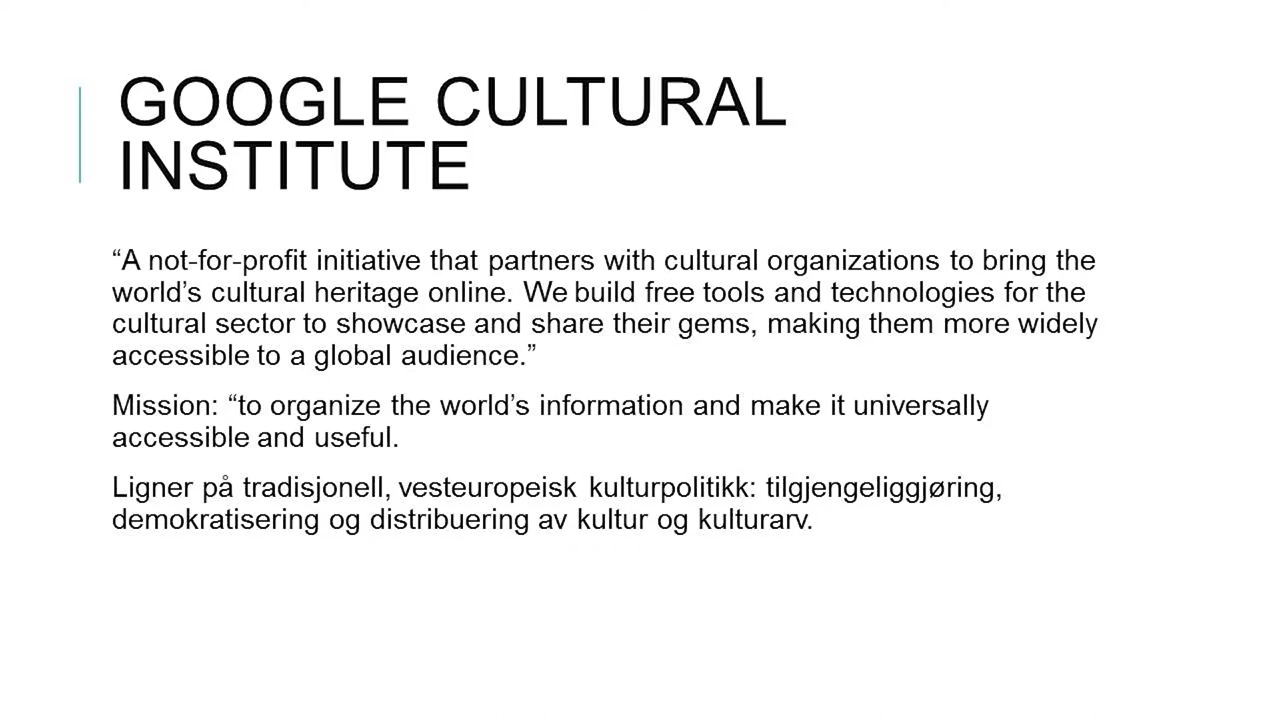 GOOGLE CULTURAL
INSTITUTE
“A not-for-profit initiative that partners with cultural organizations to bring the
world’s cultural heritage online. We build free tools and technologies for the
cultural sector to showcase and share their gems, making them more widely
accessible to a global audience.”
Mission: “to organize the world’s information and make it universally
accessible and useful.
Ligner på tradisjonell, vesteuropeisk kulturpolitikk: tilgjengeliggjøring,
demokratisering og distribuering av kultur og kulturarv.